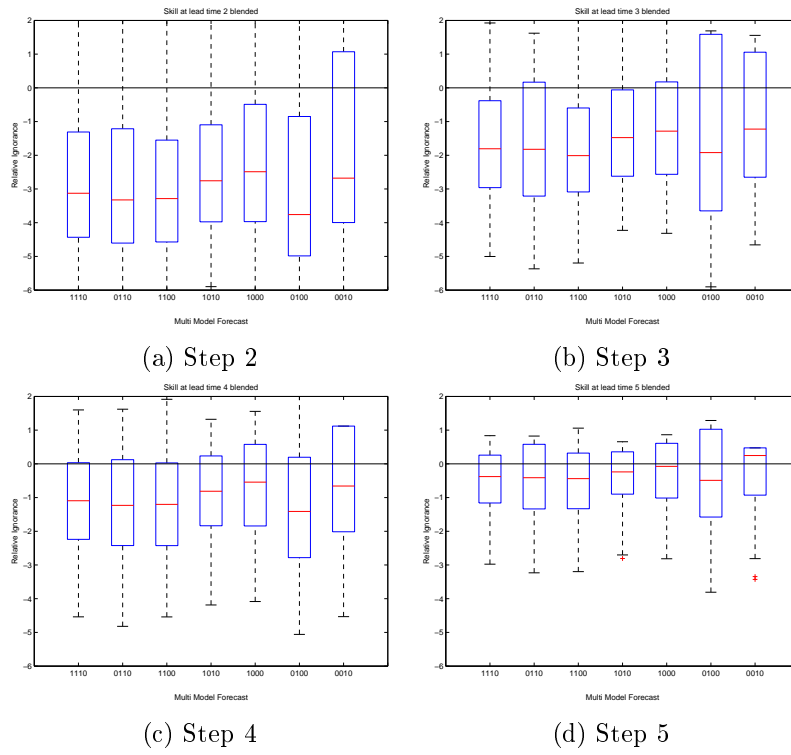 Skill at lead time 2 blended
Relative Ignorance
2
1
0
−1
−2
−3
−4
−5
−6
1110 0110 1100 1010 1000 0100 0010
Multi Model Forecast
(a) Step 2
Skill at lead time 3 blended
Relative Ignorance
2
1
0
−1
−2
−3
−4
−5
−6
1110 0110 1100 1010 1000 0100 0010
Multi Model Forecast
(b) Step 3
Skill at lead time 4 blended
Relative Ignorance
2
1
0
−1
−2
−3
−4
−5
−6
1110 0110 1100 1010 1000 0100 0010
Multi Model Forecast
(c) Step 4
Skill at lead time 5 blended
Relative Ignorance
2
1
0
−1
−2
−3
−4
−5
−6
1110 0110 1100 1010 1000 0100 0010
Multi Model Forecast
(d) Step 5